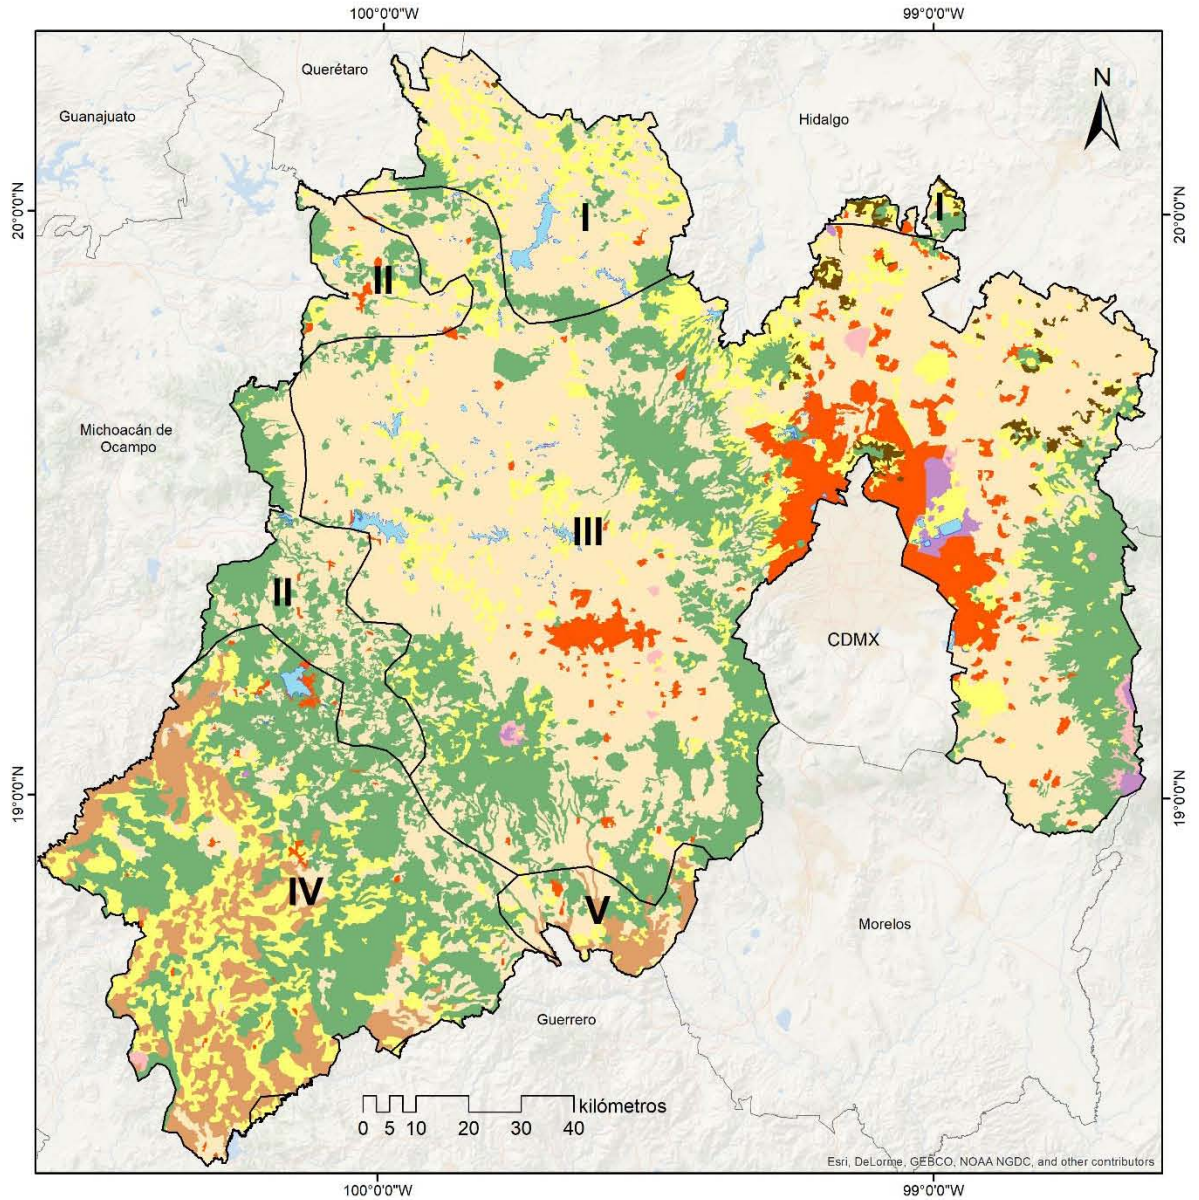 100°0'0"W
99°0'0"W
Querétaro
N
Guanajuato
Hidalgo
20°0'0"N
20°0'0"N
I
I
II
Michoacán de
Ocampo
III
II
CDMX
19°0'0"N
19°0'0"N
IV
V
Morelos
Guerrero
kilómetros
0 5 10 20 30 40
Esri, DeLorme, GEBCO, NOAA NGDC, and other contributors
100°0'0"W
99°0'0"W